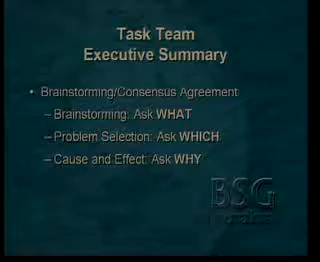 Task Team
Executive Summary
• Brainstorming/Consensus Agreement
– Brainstorming: Ask WHAT
– Problem Selection: Ask WHICH
– Cause and Effect: Ask WHY
BSG